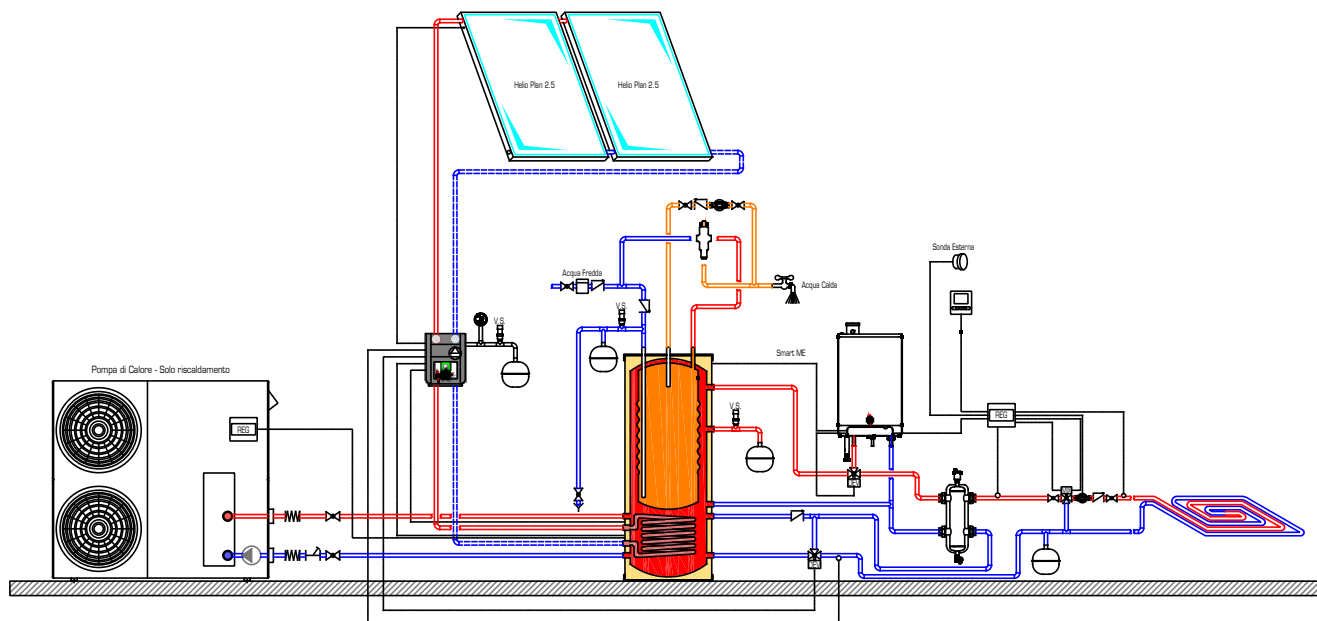 Helio Plan 2.5
Helio Plan 2.5
Sonda Esterna
Acqua Fredda
Acqua Calda
V.S.
V.S.
Smart ME
Pompa di Calore - Solo riscaldamento
V.S.
REG
REG